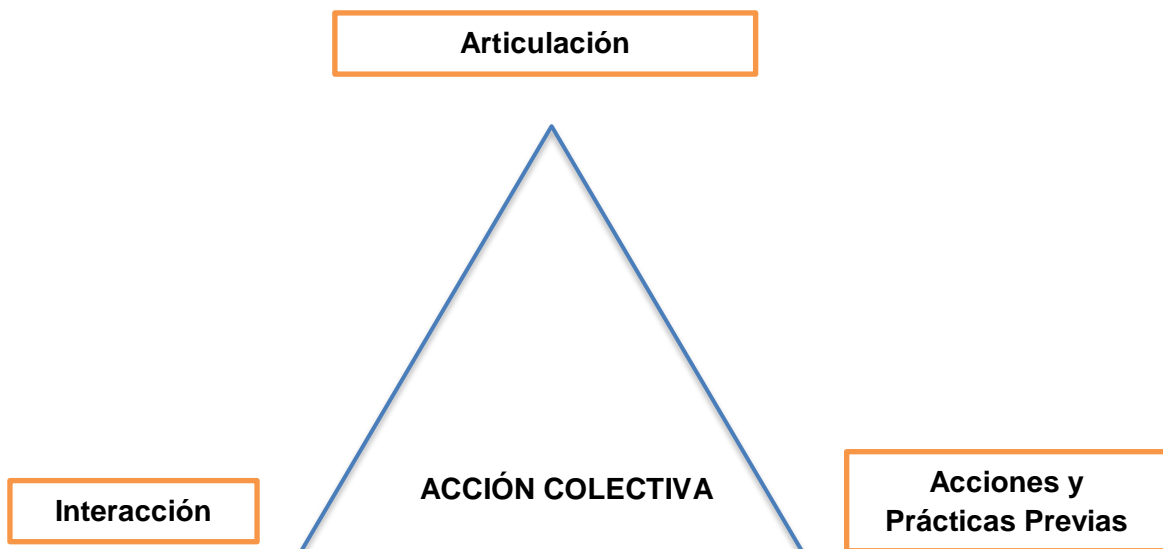 Articulación
ACCIÓN COLECTIVA
Interacción
Acciones y
Prácticas Previas